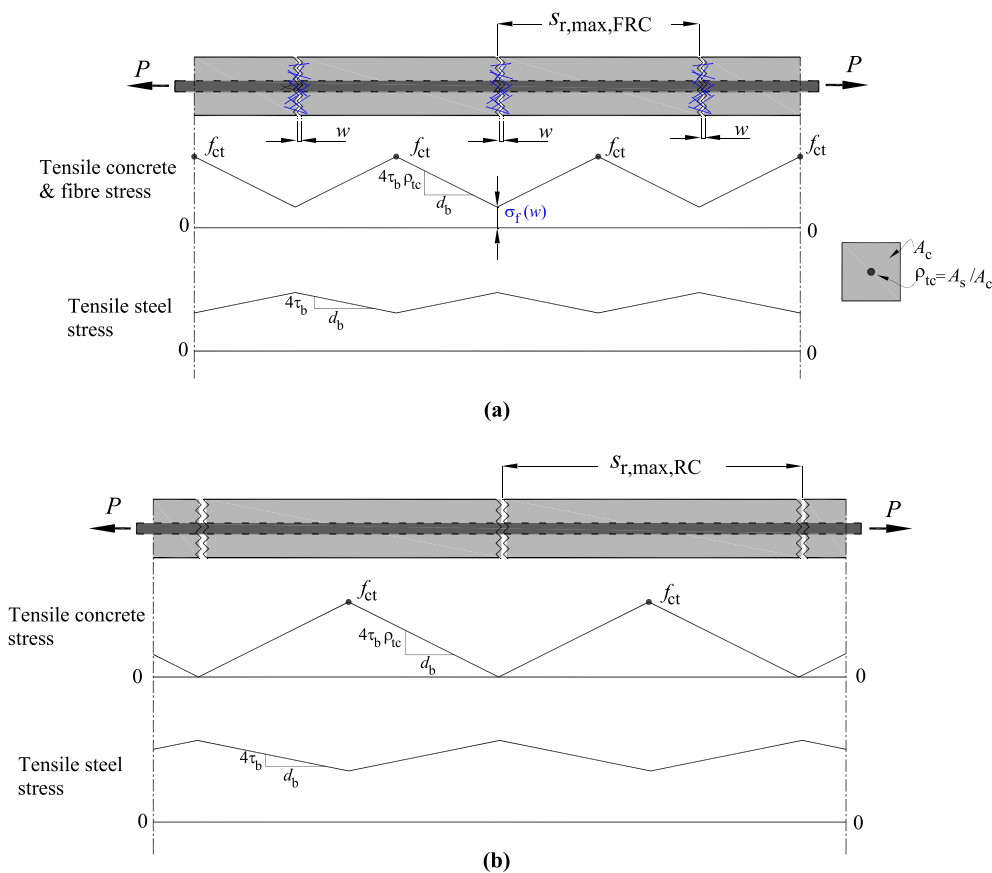 s_r,max,FRC
P
P
w
w
w
f_ct
f_ct
f_ct
f_ct
Tensile concrete
& fibre stress
4τ_b ρ_tc
d_b
σ_f (w)
0
0
A_c
ρ_tc = A_s /A_c
Tensile steel
stress
4τ_b
d_b
0
0
(a)
s_r,max,RC
P
P
f_ct
f_ct
Tensile concrete
stress
4τ_b ρ_tc
d_b
0
0
Tensile steel
stress
4τ_b
d_b
0
0
(b)